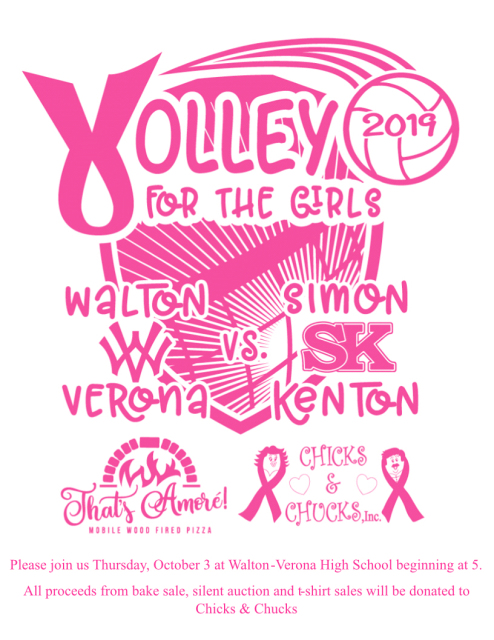 VOLLEY
2019
FOR THE GIRLS
WALTON SIMON
W V.S. SK
VERONA KENTON
That's Amoré!
MOBILE WOOD FIRED PIZZA
CHICKS
&
CHUCKS, Inc.
Please join us Thursday, October 3 at Walton-Verona High School beginning at 5.
All proceeds from bake sale, silent auction and t-shirt sales will be donated to
Chicks & Chucks